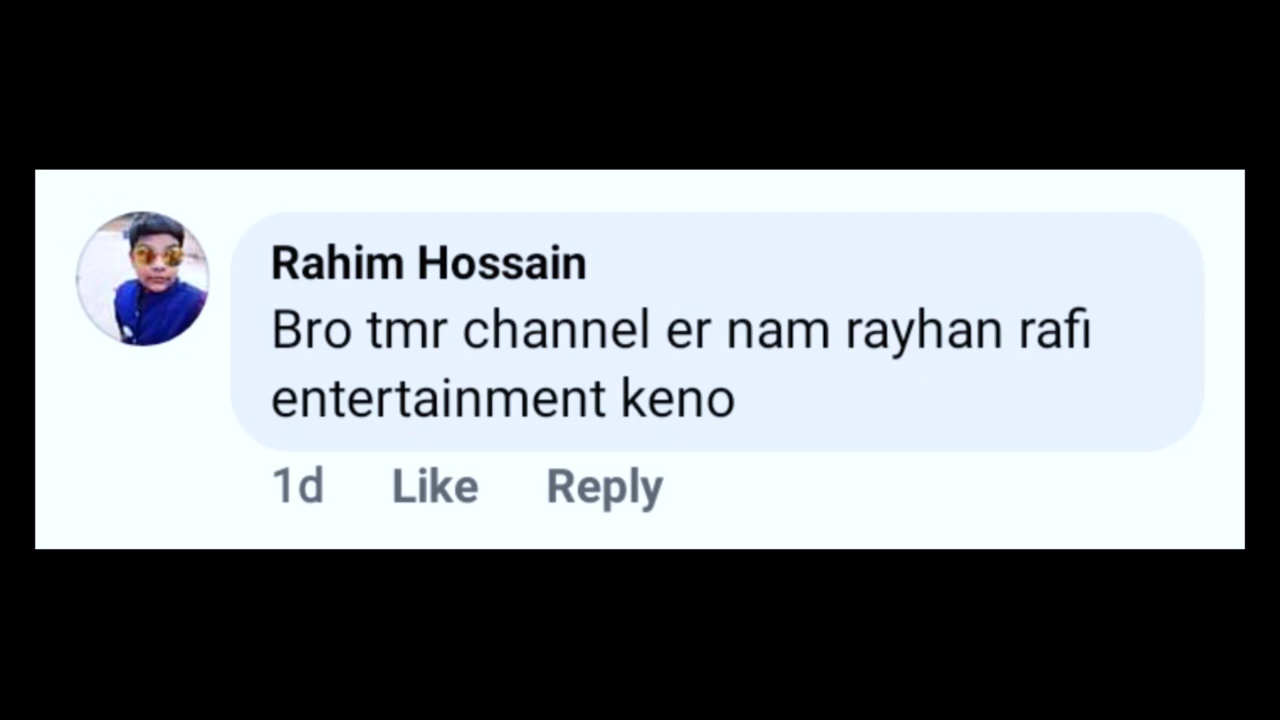 Rahim Hossain
Bro tmr channel er nam rayhan rafi
entertainment keno
1d Like Reply